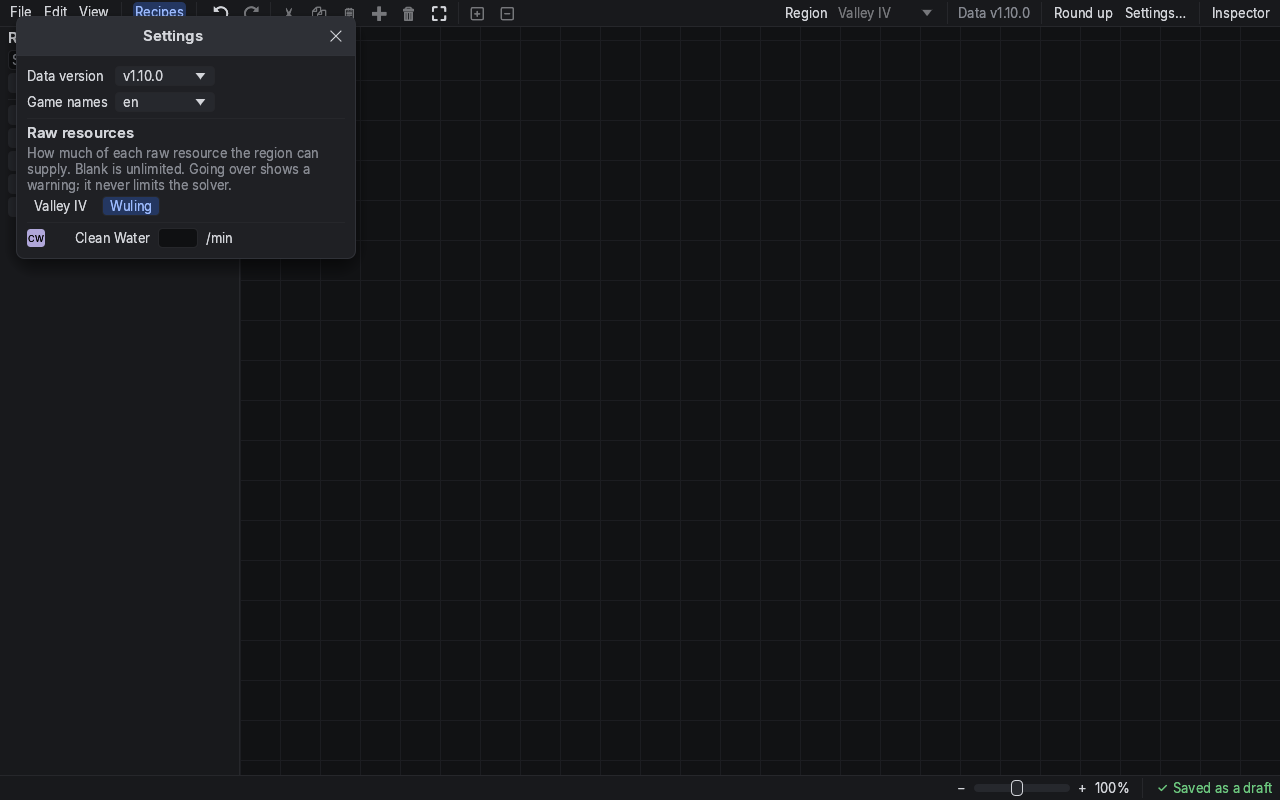 File Edit View Recipes Region Valley IV Data v1.10.0 Round up Settings... Inspector
Settings
Data version v1.10.0
Game names en
Raw resources
How much of each raw resource the region can
supply. Blank is unlimited. Going over shows a
warning; it never limits the solver.
Valley IV Wuling
CW Clean Water /min
− + 100% Saved as a draft